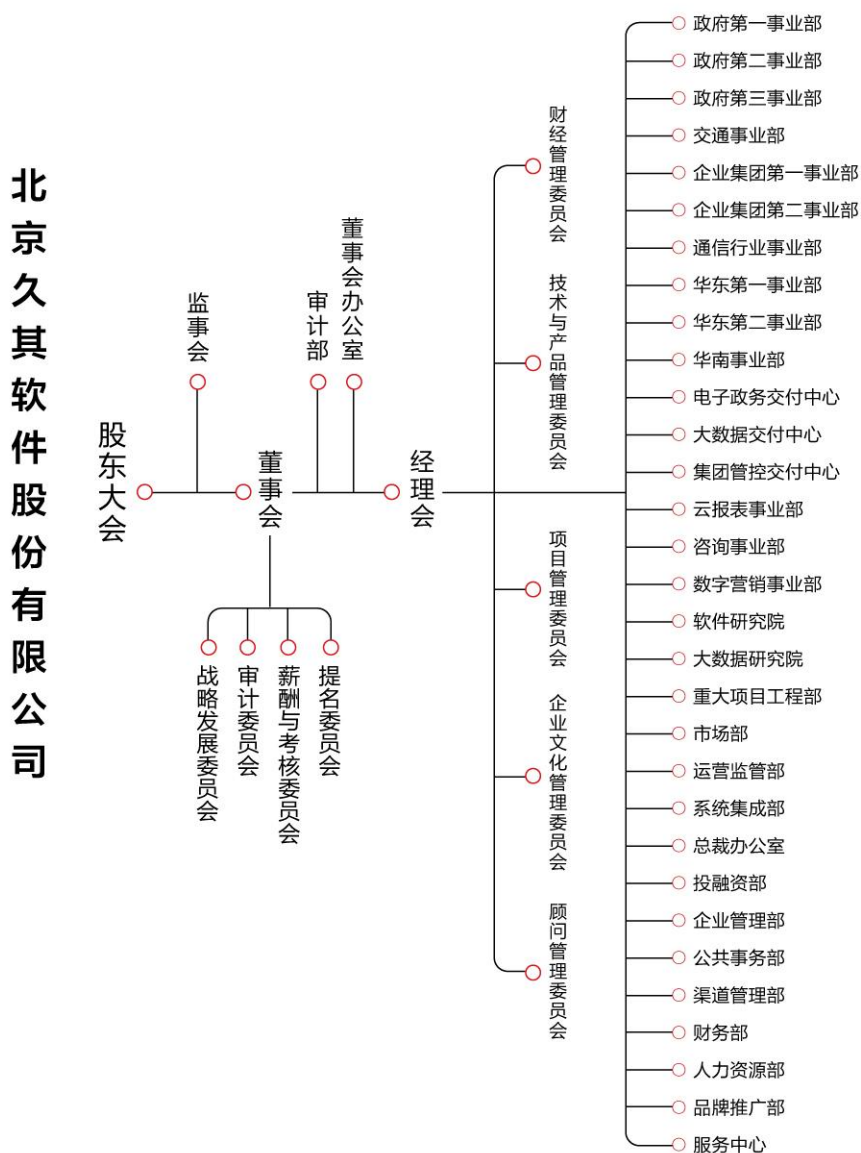 北京久其软件股份有限公司
股东大会
监事会
董事会
审计部
董事会办公室
经理会
战略发展委员会
审计委员会
薪酬与考核委员会
提名委员会
财经管理委员会
技术与产品管理委员会
项目管理委员会
企业文化管理委员会
顾问管理委员会
政府第一事业部
政府第二事业部
政府第三事业部
交通事业部
企业集团第一事业部
企业集团第二事业部
通信行业事业部
华东第一事业部
华东第二事业部
华南事业部
电子政务交付中心
大数据交付中心
集团管控交付中心
云报表事业部
咨询事业部
数字营销事业部
软件研究院
大数据研究院
重大项目工程部
市场部
运营监管部
系统集成部
总裁办公室
投融资部
企业管理部
公共事务部
渠道管理部
财务部
人力资源部
品牌推广部
服务中心